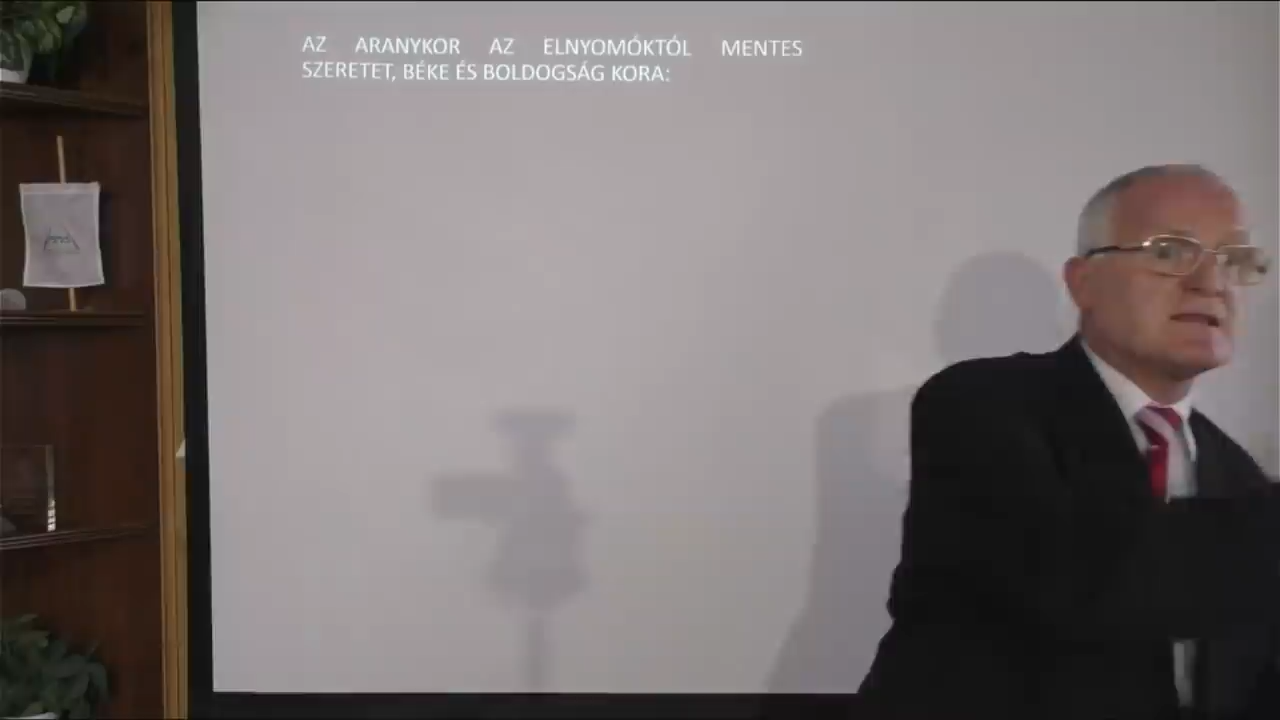 AZ ARANYKOR AZ ELNYOMÓKTÓL MENTES
SZERETET, BÉKE ÉS BOLDOGSÁG KORA: